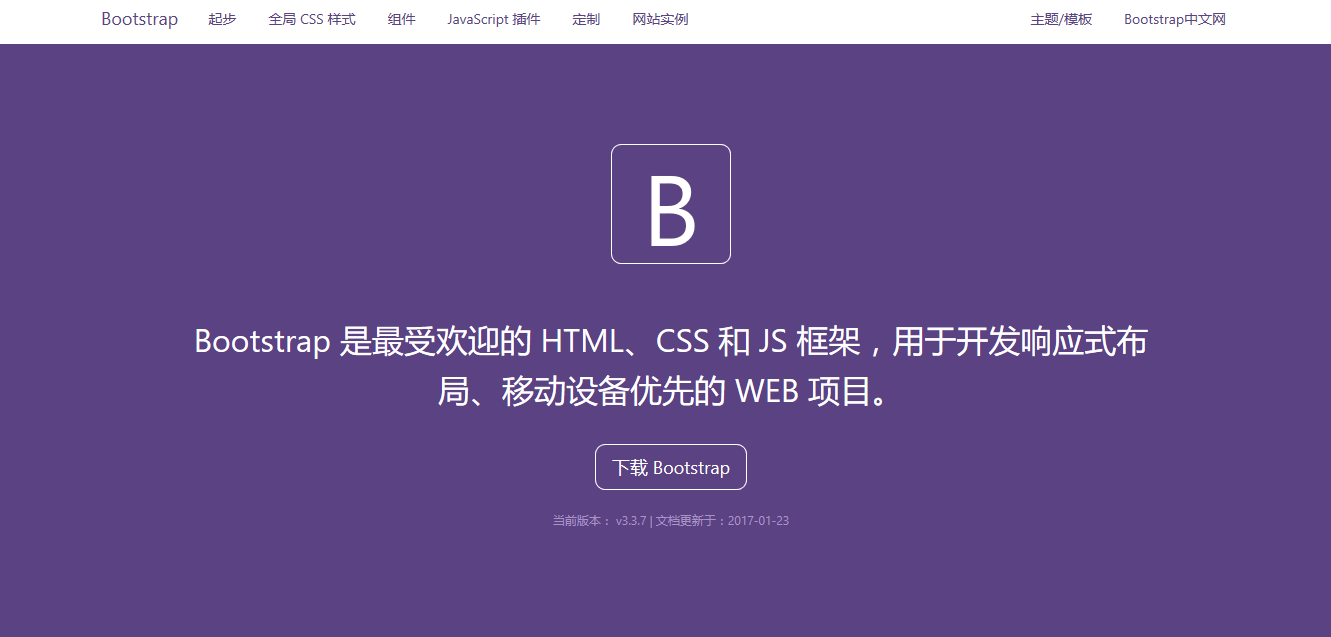 Bootstrap 起步 全局 CSS 样式 组件 JavaScript 插件 定制 网站实例 主题/模板 Bootstrap中文网
B
Bootstrap 是最受欢迎的 HTML、CSS 和 JS 框架，用于开发响应式布
局、移动设备优先的 WEB 项目。
下载 Bootstrap
当前版本： v3.3.7 | 文档更新于：2017-01-23